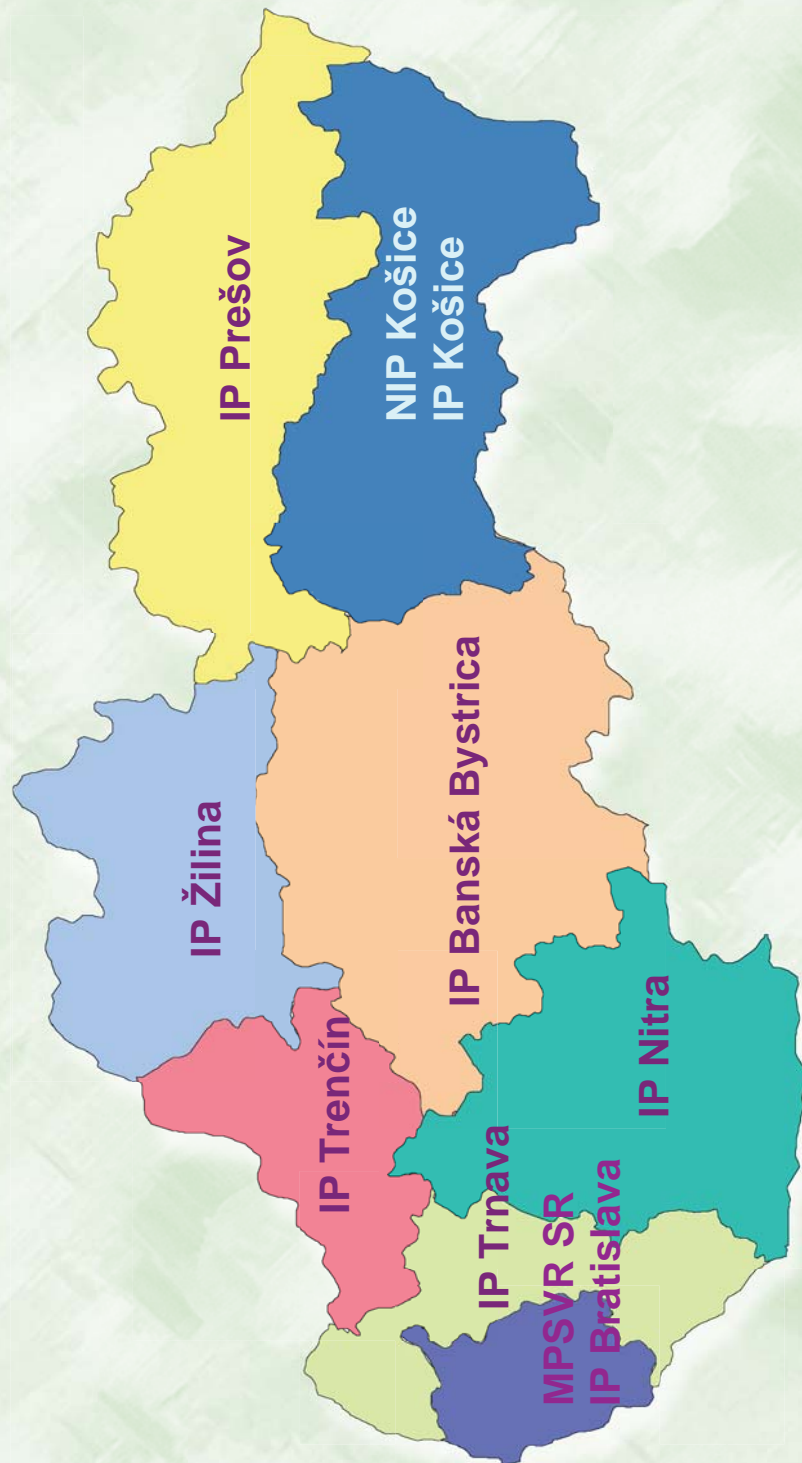 IP Prešov
NIP Košice
IP Košice
IP Žilina
IP Banská Bystrica
IP Trenčín
IP Nitra
IP Trnava
MPSVR SR
IP Bratislava